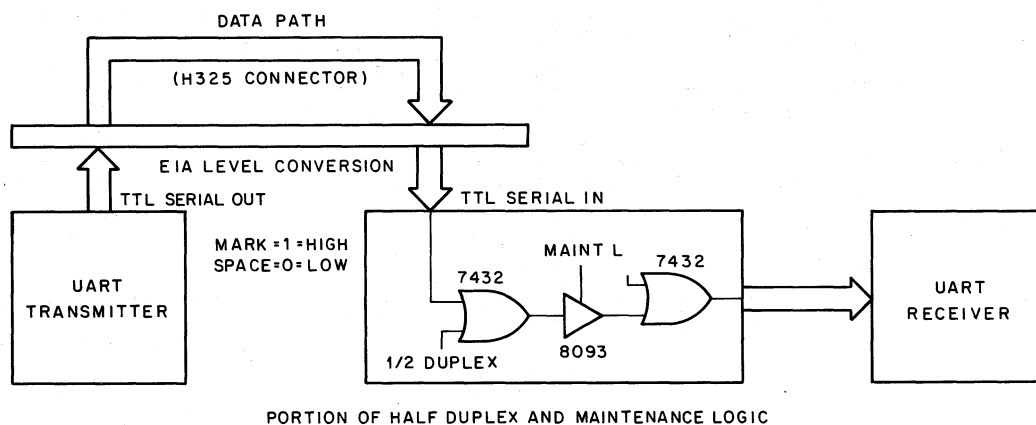 DATA PATH
(H325 CONNECTOR)
EIA LEVEL CONVERSION
TTL SERIAL OUT
TTL SERIAL IN
MARK=1=HIGH
SPACE=0=LOW
UART
TRANSMITTER
7432
MAINT L
7432
8093
1/2 DUPLEX
UART
RECEIVER
PORTION OF HALF DUPLEX AND MAINTENANCE LOGIC